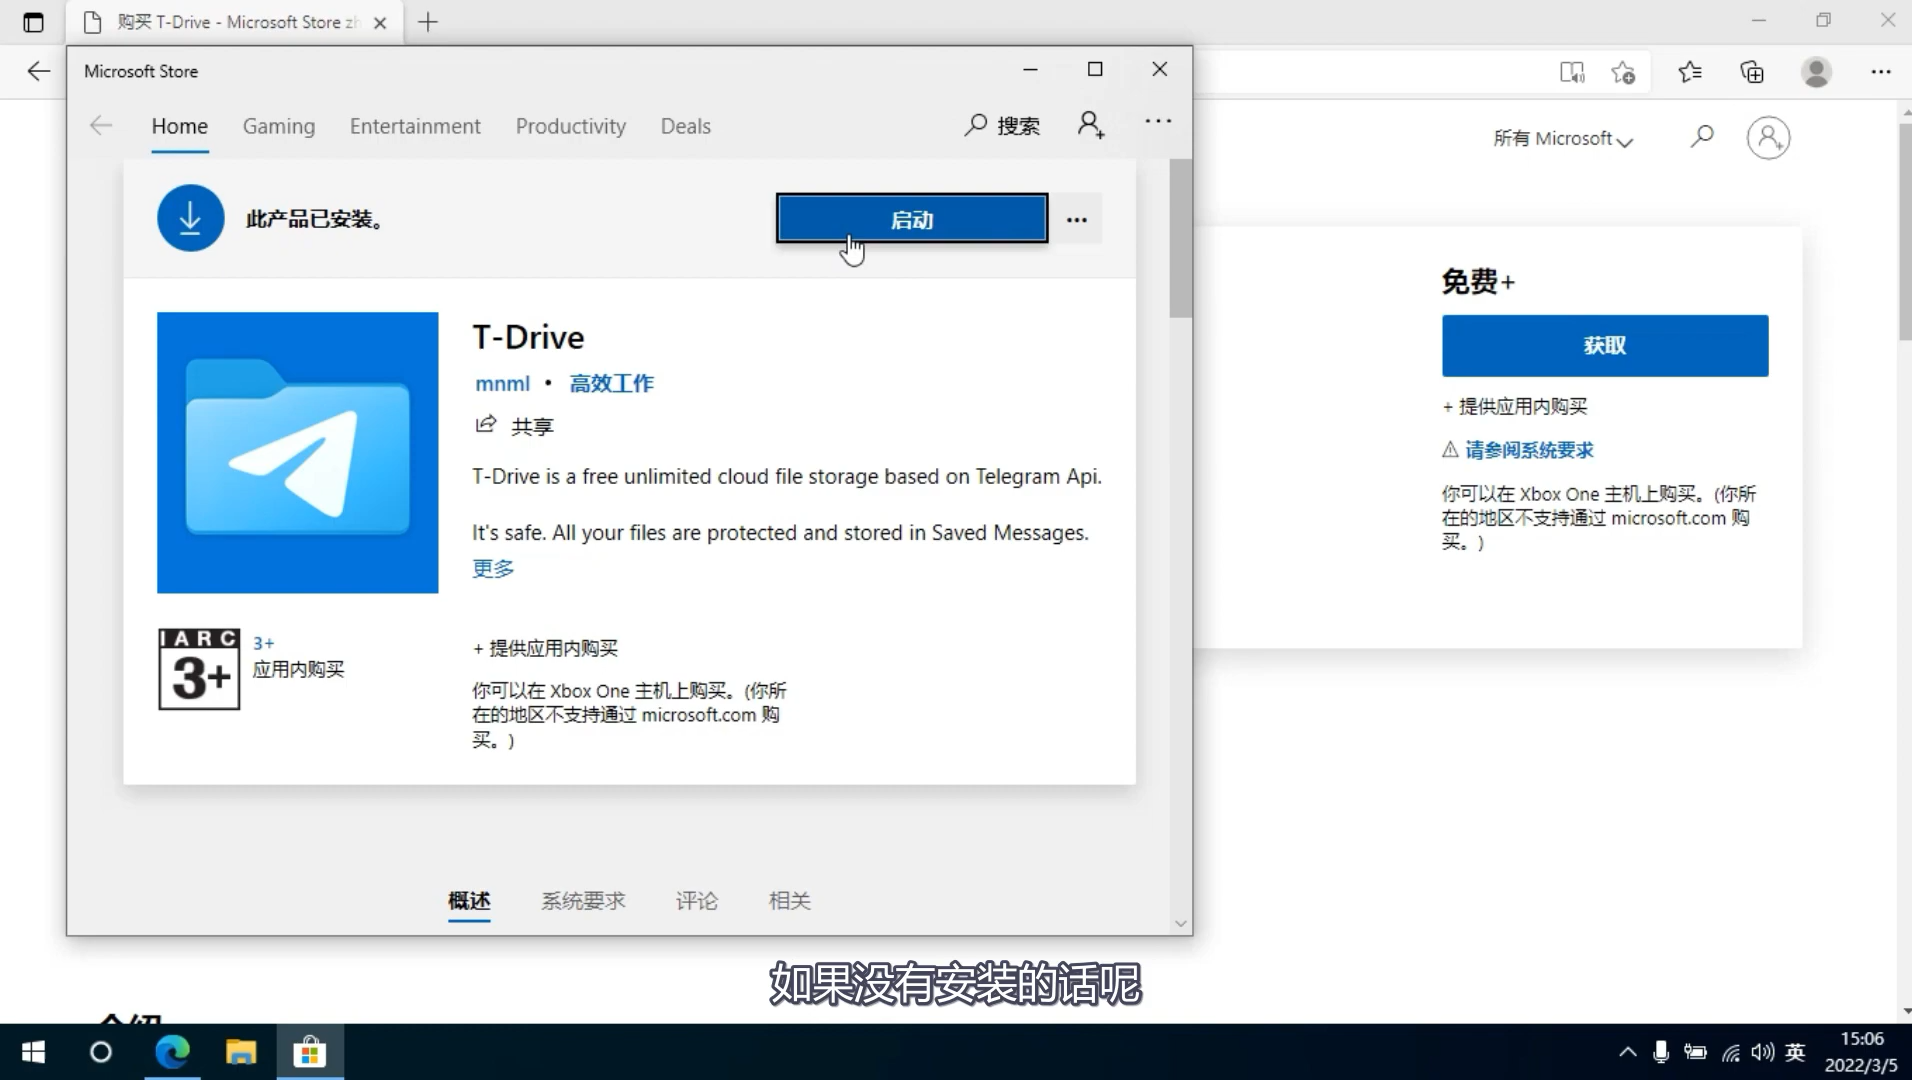 购买 T-Drive - Microsoft Store zh
Microsoft Store
Home
Gaming
Entertainment
Productivity
Deals
搜索
所有 Microsoft
此产品已安装。
启动
T-Drive
mnml • 高效工作
共享
T-Drive is a free unlimited cloud file storage based on Telegram Api.
It's safe. All your files are protected and stored in Saved Messages.
更多
IARC
3+
3+
应用内购买
+ 提供应用内购买
你可以在 Xbox One 主机上购买。(你所
在的地区不支持通过 microsoft.com 购
买。)
免费+
获取
+ 提供应用内购买
请参阅系统要求
你可以在 Xbox One 主机上购买。(你所
在的地区不支持通过 microsoft.com 购
买。)
概述
系统要求
评论
相关
如果没有安装的话呢
介绍
英
15:06
2022/3/5